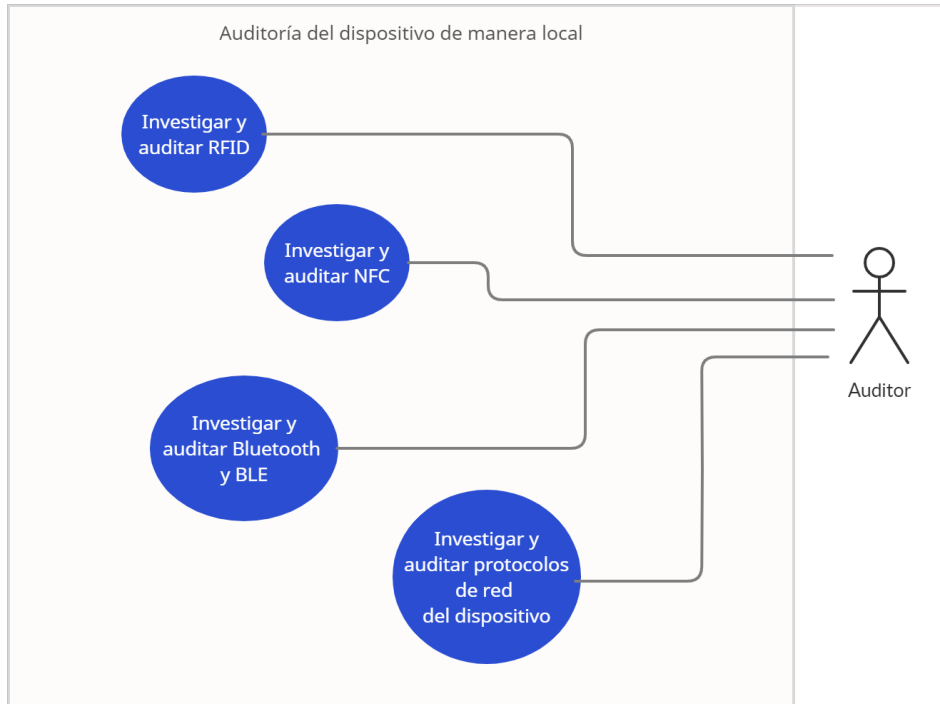 Auditoría del dispositivo de manera local
Investigar y
auditar RFID
Investigar y
auditar NFC
Investigar y
auditar Bluetooth
y BLE
Investigar y
auditar protocolos
de red
del dispositivo
Auditor